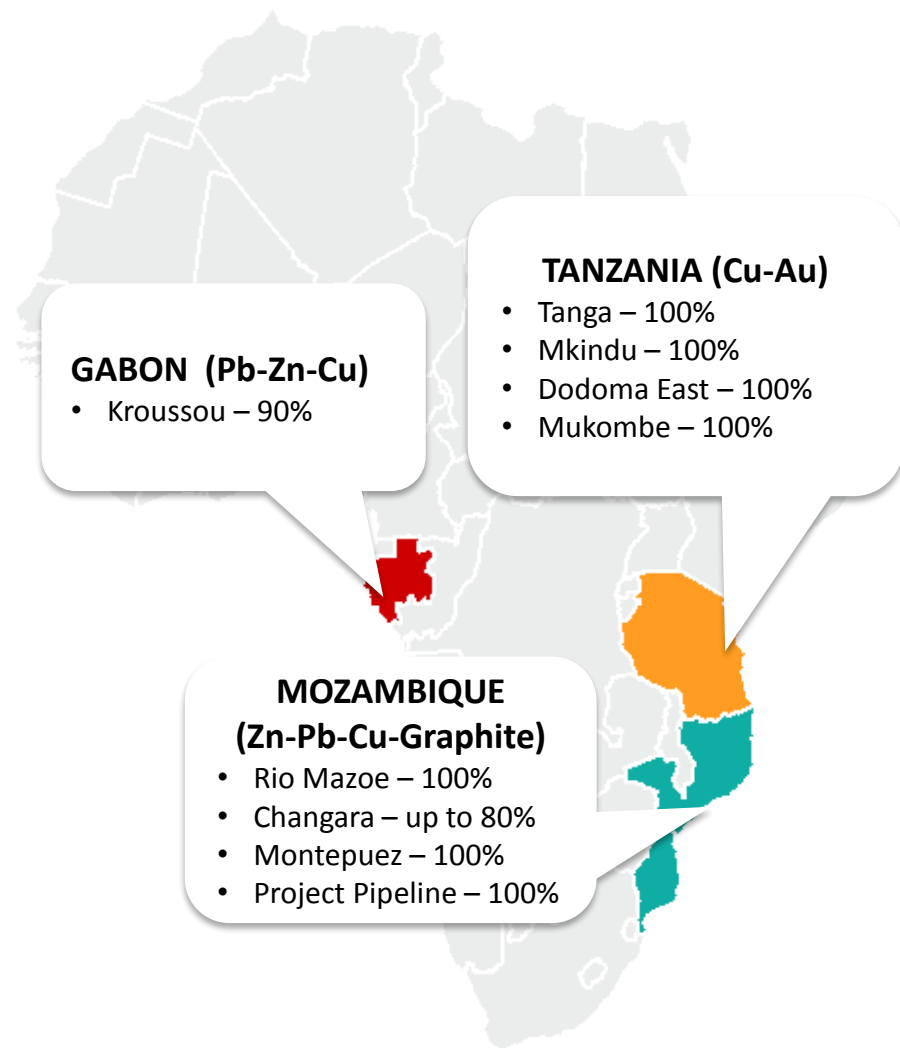 TANZANIA (Cu-Au)
• Tanga – 100%
• Mkindu – 100%
• Dodoma East – 100%
• Mukombe – 100%
GABON (Pb-Zn-Cu)
• Kroussou – 90%
MOZAMBIQUE
(Zn-Pb-Cu-Graphite)
• Rio Mazoe – 100%
• Changara – up to 80%
• Montepuez – 100%
• Project Pipeline – 100%